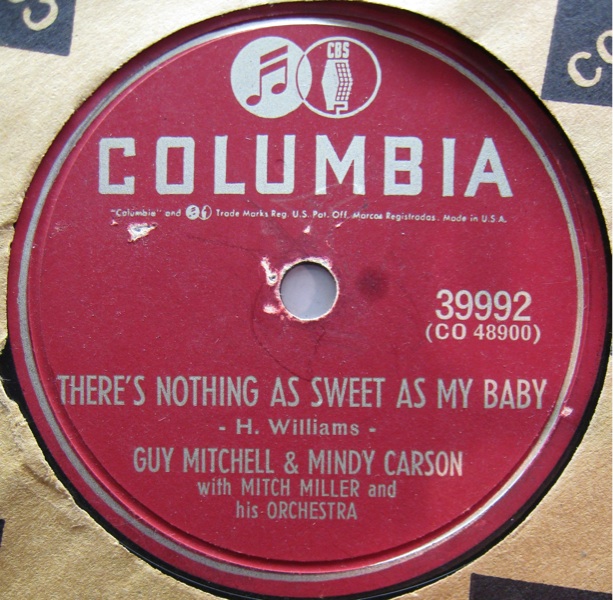 CBS
COLUMBIA
"Columbia" and Trade Marks Reg. U.S. Pat. Off. Marcas Registradas. Made in U.S.A.
39992
(CO 48900)
THERE'S NOTHING AS SWEET AS MY BABY
- H. Williams -
GUY MITCHELL & MINDY CARSON
with MITCH MILLER and
his ORCHESTRA